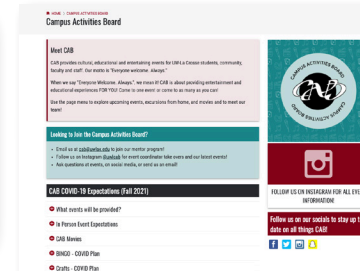 HOME CAMPUS ACTIVITIES BOARD
Campus Activities Board
Meet CAB
CAB provides cultural, educational and entertaining events for UW-La Crosse students, community,
faculty and staff. Our motto is "Everyone welcome. Always."
When we say "Everyone Welcome. Always.", we mean it! CAB is about providing entertainment and
educational experiences FOR YOU! Come to one event or come to as many as you can!
Use the page menu to explore upcoming events, excursions from home, and movies to meet our
team!
Looking to Join the Campus Activities Board?
Email us at cab@uwlax.edu to join our mentor program!
Follow us on Instagram @uwlcab for event coordinator take overs and our latest events!
Ask questions at events, on social media, or send us an email!
CAB COVID-19 Expectations (Fall 2021)
What events will be provided?
In Person Event Expectations
CAB Movies
BINGO - COVID Plan
Crafts - COVID Plan
CAMPUS ACTIVITIES BOARD
CAB
CAMPUS ACTIVITIES BOARD
FOLLOW US ON INSTAGRAM FOR ALL EVE
INFORMATION!
Follow us on our socials to stay up t
date on all things CAB!